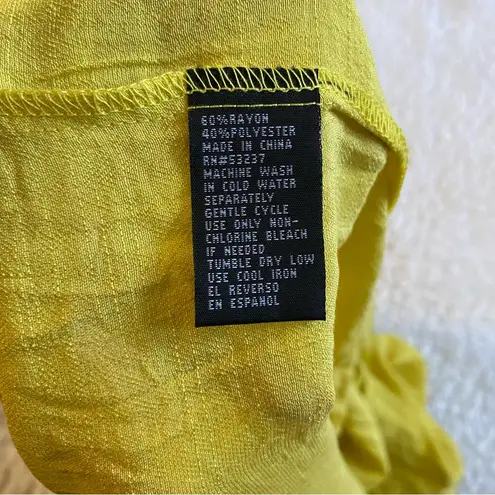 60%RAYON
40%POLYESTER
MADE IN CHINA
RN#53237
MACHINE WASH
IN COLD WATER
SEPARATELY
GENTLE CYCLE
USE ONLY NON-
CHLORINE BLEACH
IF NEEDED
TUMBLE DRY LOW
USE COOL IRON
EL REVERSO
EN ESPANOL